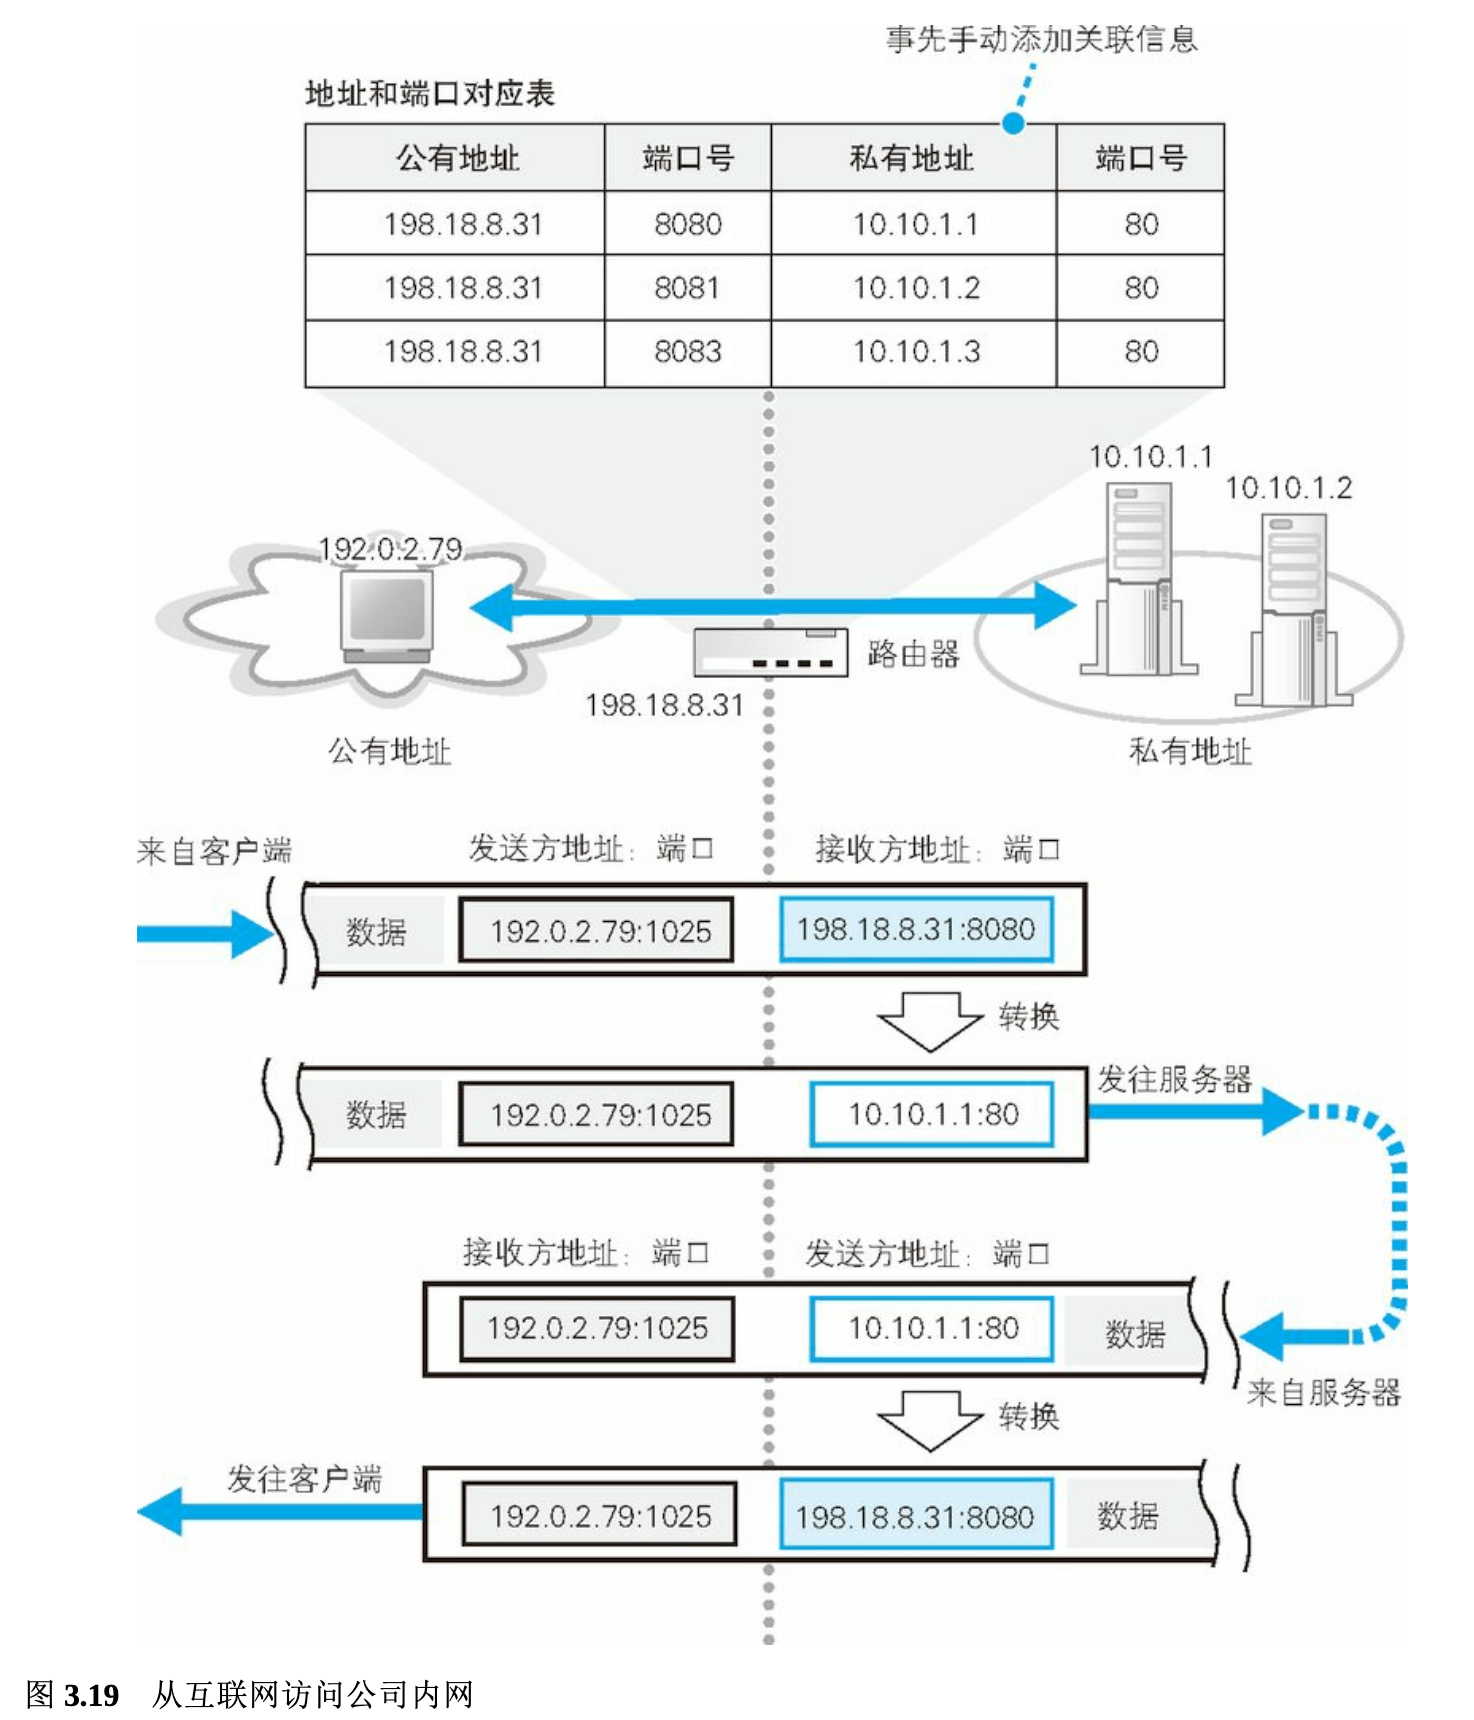 事先手动添加关联信息
地址和端口对应表
公有地址 端口号 私有地址 端口号
198.18.8.31 8080 10.10.1.1 80
198.18.8.31 8081 10.10.1.2 80
198.18.8.31 8083 10.10.1.3 80
10.10.1.1
10.10.1.2
192.0.2.79
路由器
198.18.8.31
公有地址 私有地址
来自客户端 发送方地址：端口 接收方地址：端口
数据 192.0.2.79:1025 198.18.8.31:8080
转换
发往服务器
数据 192.0.2.79:1025 10.10.1.1:80
接收方地址：端口 发送方地址：端口
192.0.2.79:1025 10.10.1.1:80 数据
来自服务器
转换
发往客户端
192.0.2.79:1025 198.18.8.31:8080 数据
图 3.19 从互联网访问公司内网